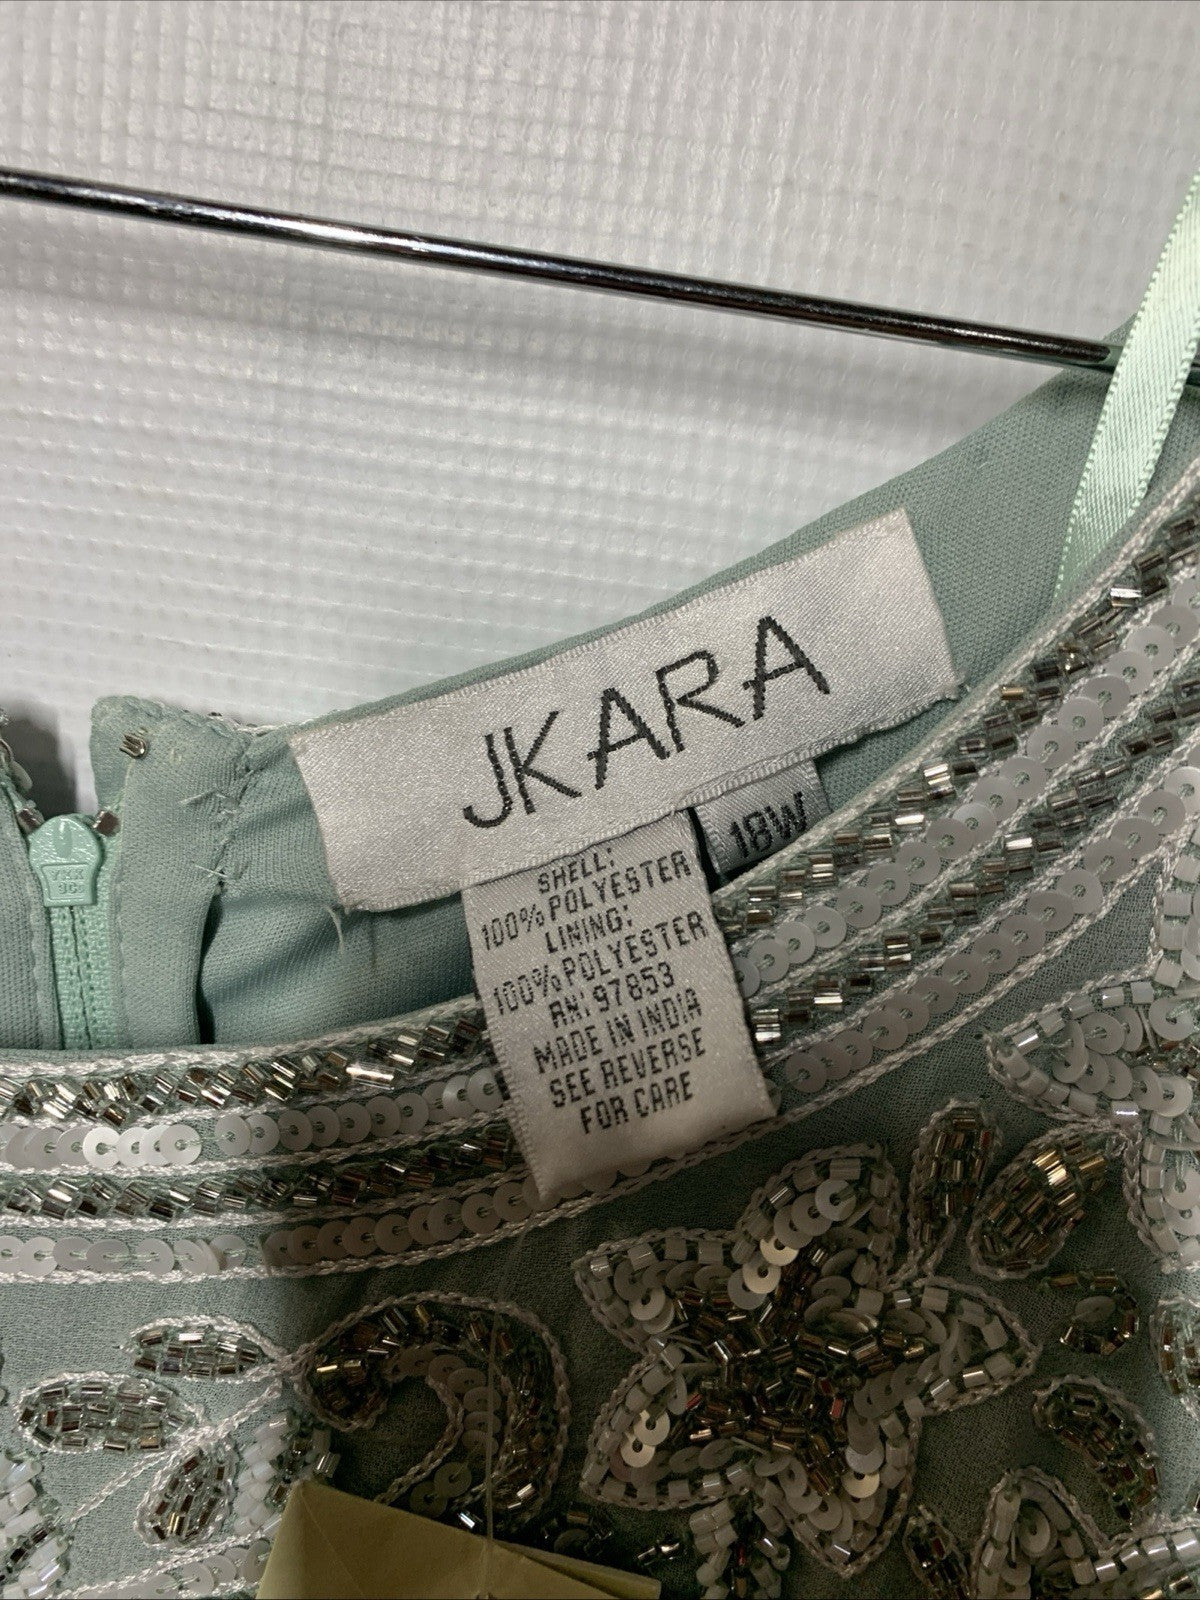 JKARA
18W
SHELL:
100% POLYESTER
LINING:
100% POLYESTER
RN: 97853
MADE IN INDIA
SEE REVERSE
FOR CARE